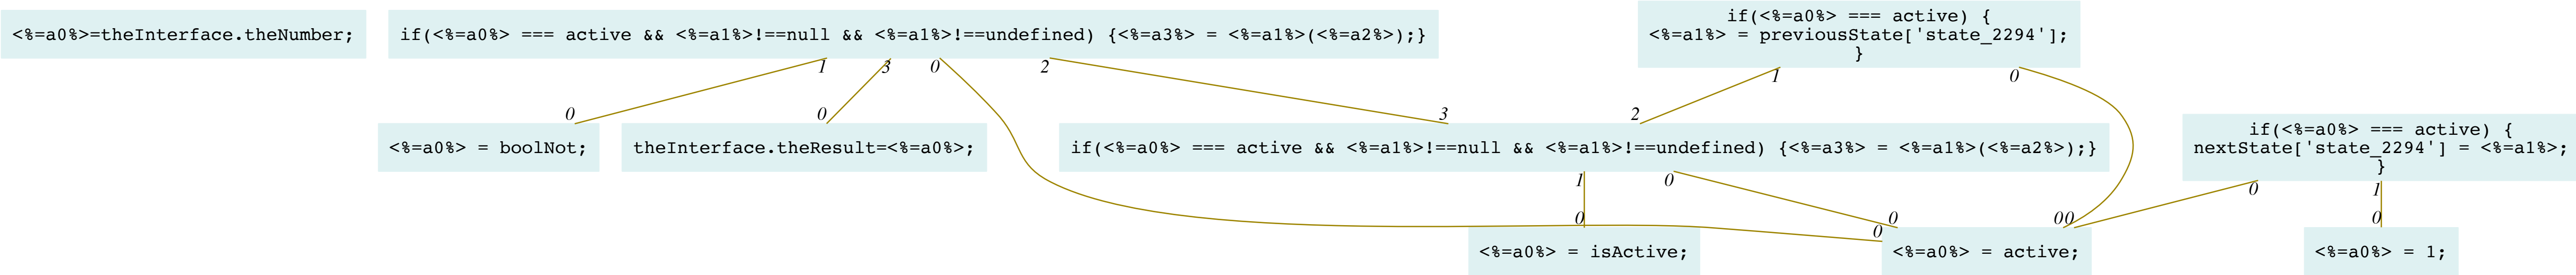 <%=a0%>=theInterface.theNumber;
if(<%=a0%> === active && <%=a1%>!==null && <%=a1%>!==undefined) {<%=a3%> = <%=a1%>(<%=a2%>);}
if(<%=a0%> === active) {
<%=a1%> = previousState['state_2294'];
}
1
3
0
2
1
0
0
0
3
2
<%=a0%> = boolNot;
theInterface.theResult=<%=a0%>;
if(<%=a0%> === active && <%=a1%>!==null && <%=a1%>!==undefined) {<%=a3%> = <%=a1%>(<%=a2%>);}
if(<%=a0%> === active) {
nextState['state_2294'] = <%=a1%>;
}
1
0
0
1
0
0
0
00
0
<%=a0%> = isActive;
<%=a0%> = active;
<%=a0%> = 1;